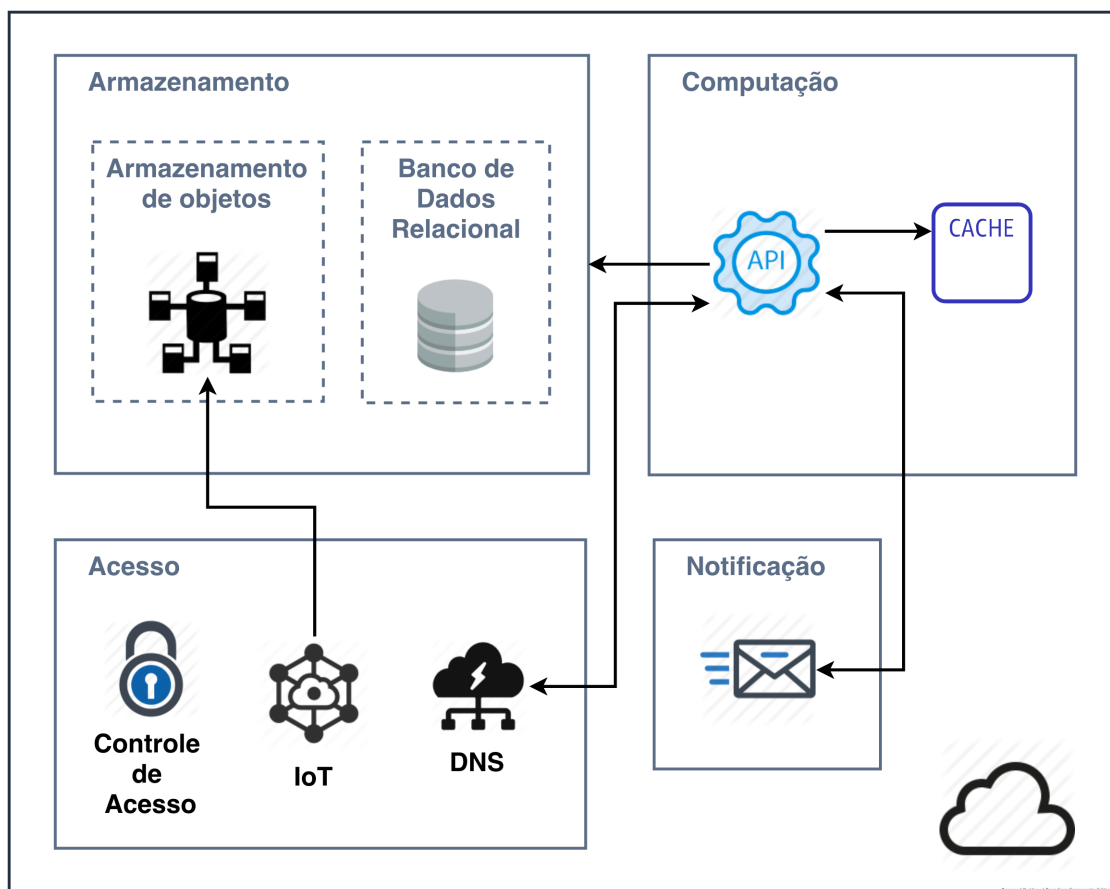 Armazenamento
Computação
Armazenamento
de objetos
Banco de
Dados
Relacional
API
CACHE
Acesso
Controle
de
Acesso
IoT
DNS
Notificação